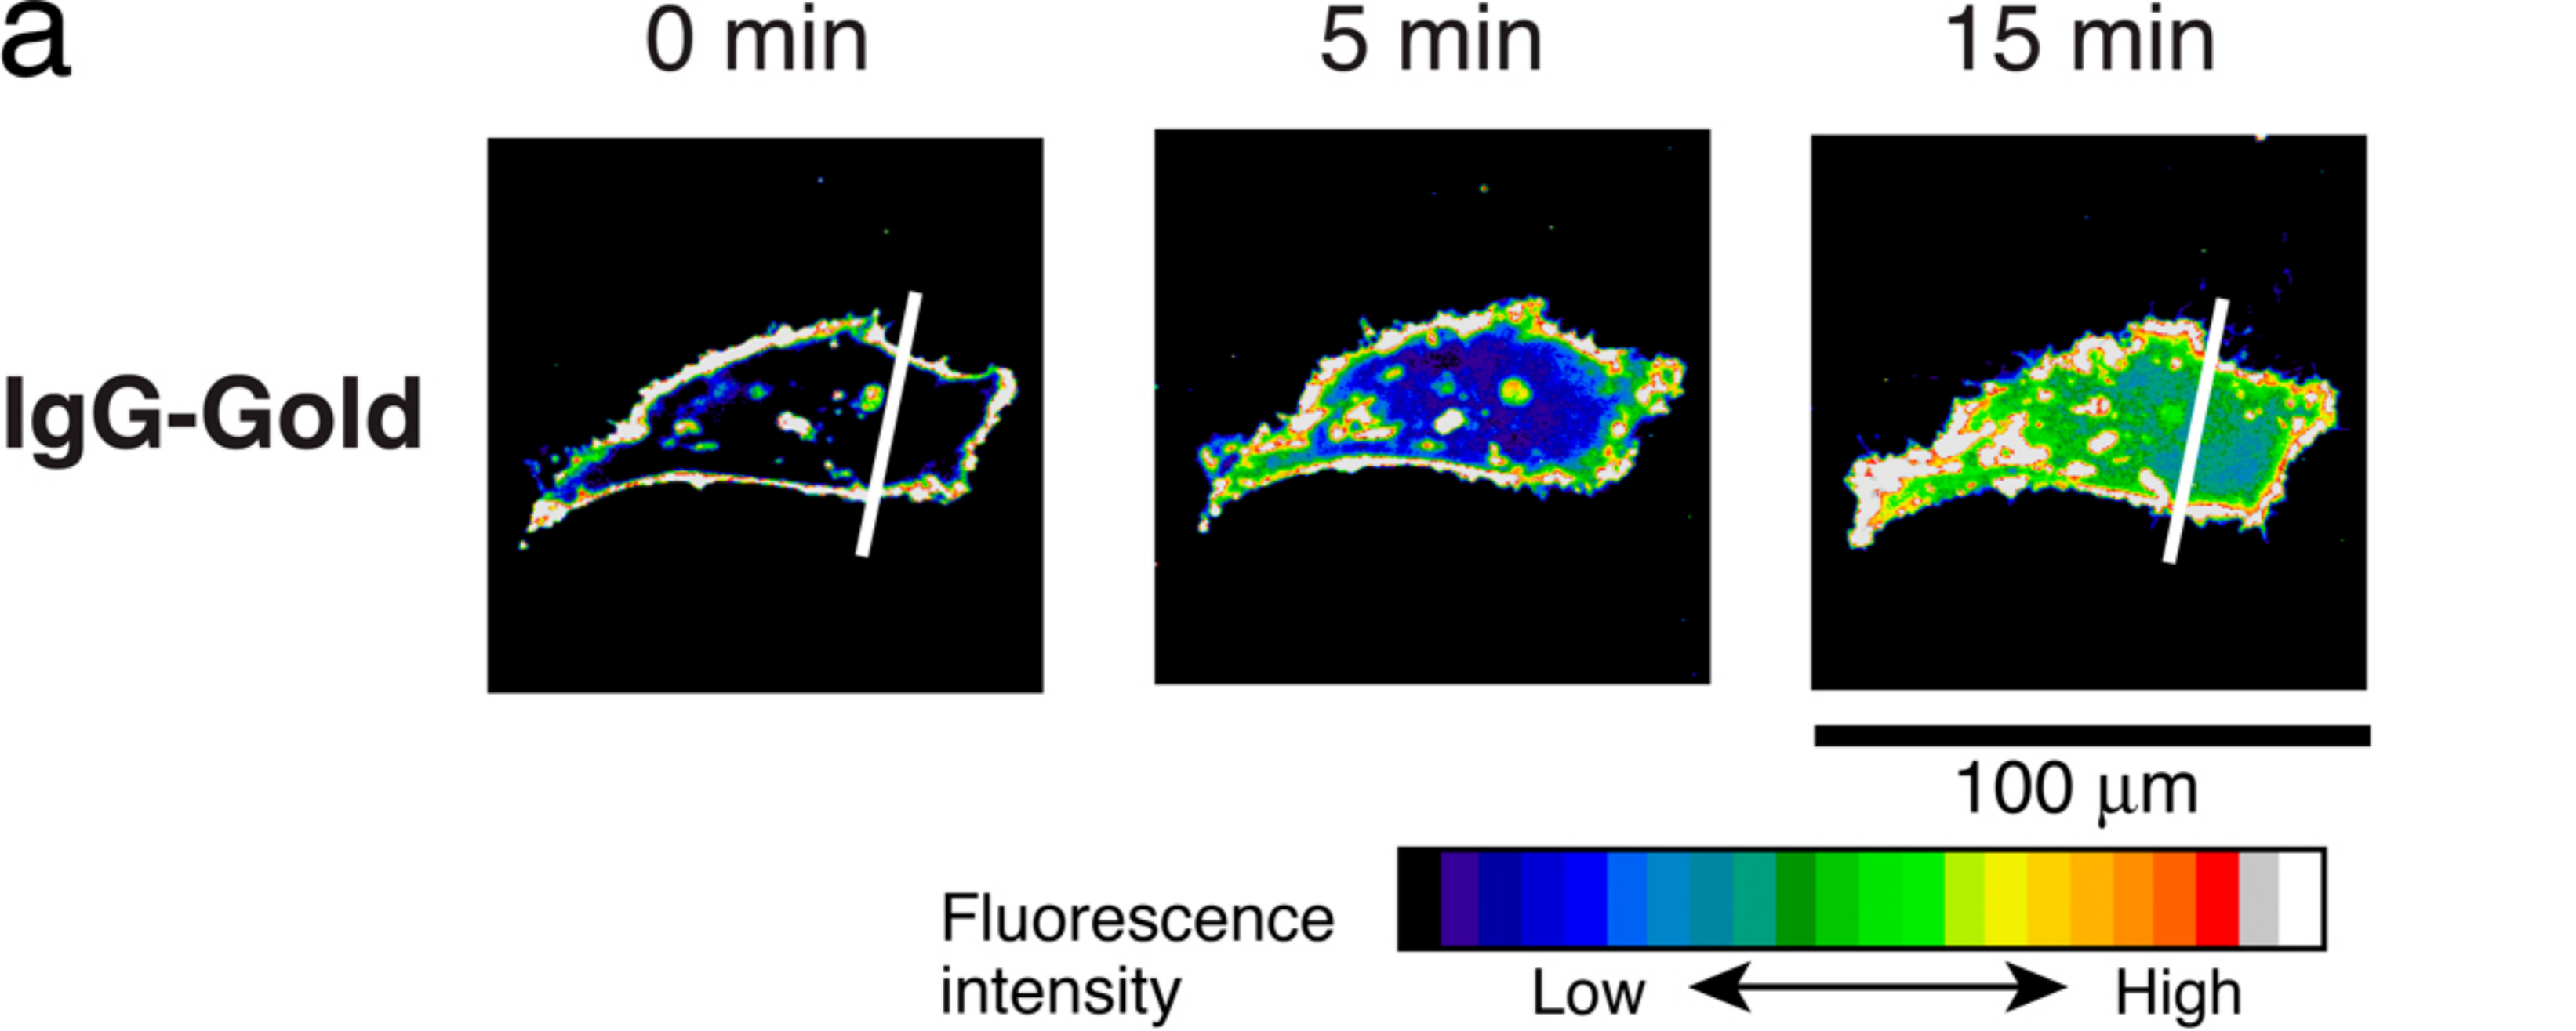 a
0 min
5 min
15 min
IgG-Gold
100 μm
Fluorescence
intensity
Low
High